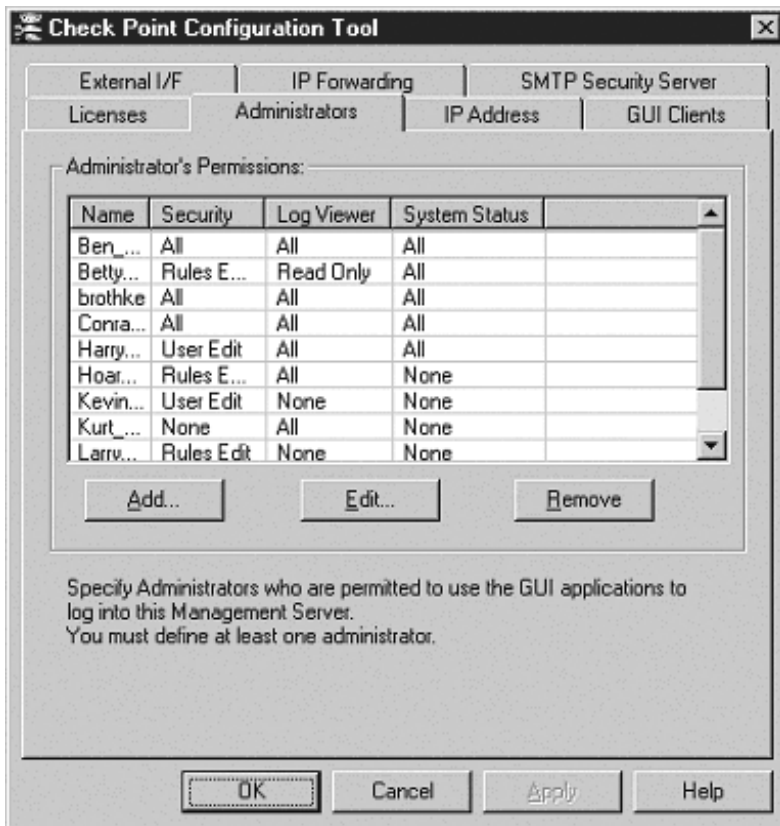 Check Point Configuration Tool
External I/F IP Forwarding SMTP Security Server
Licenses Administrators IP Address GUI Clients
Administrator's Permissions:
Name Security Log Viewer System Status
Ben_... All All All
Betty... Rules E... Read Only All
brothke All All All
Conra... All All All
Harry... User Edit All All
Hoar... Rules E... All None
Kevin... User Edit None None
Kurt_... None All None
Larry... Rules Edit None None
Add... Edit... Remove
Specify Administrators who are permitted to use the GUI applications to
log into this Management Server.
You must define at least one administrator.
OK Cancel Apply Help